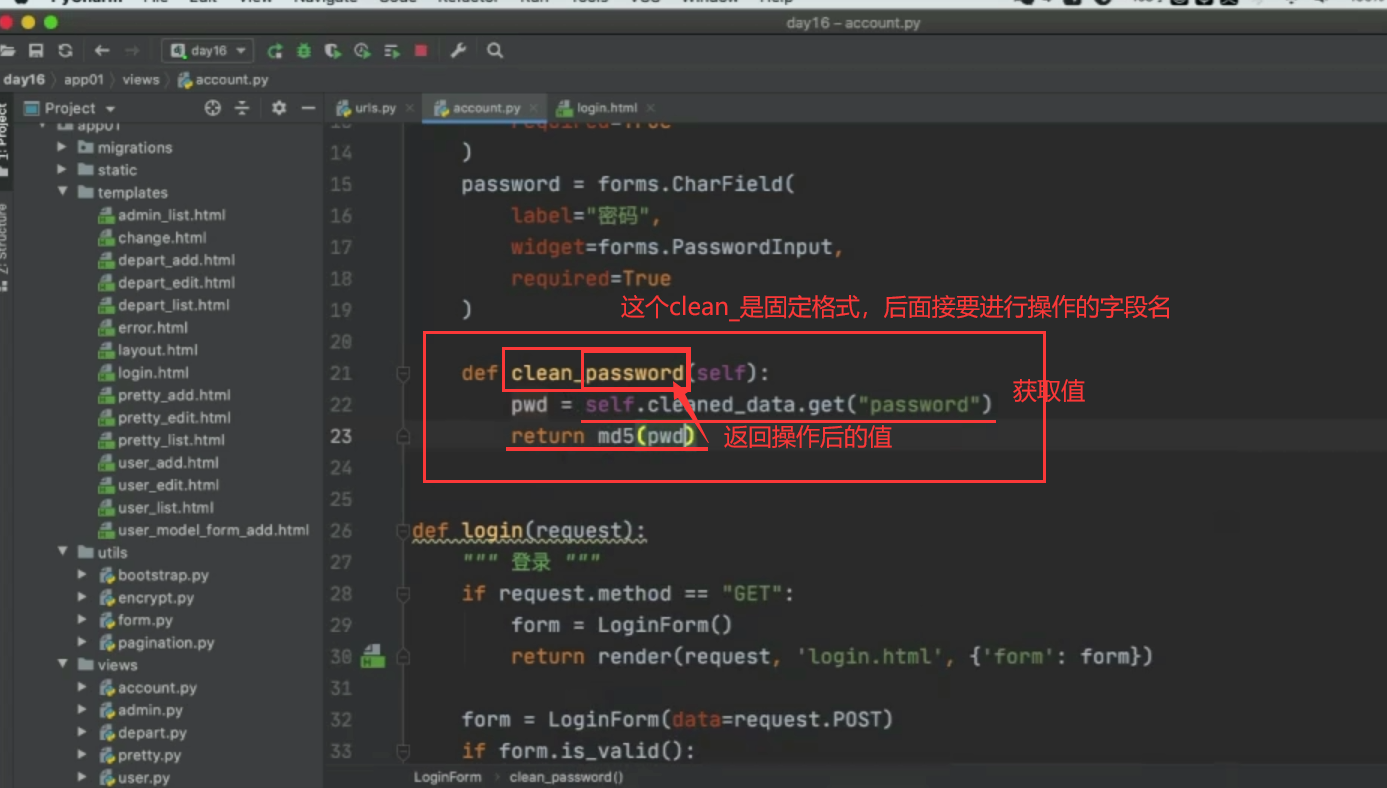 day16 – account.py
day16
day16 app01 views account.py
Project urls.py account.py login.html
1: Project
Z: Structure
app01
migrations
static
templates
admin_list.html
change.html
depart_add.html
depart_edit.html
depart_list.html
error.html
layout.html
login.html
pretty_add.html
pretty_edit.html
pretty_list.html
user_add.html
user_edit.html
user_list.html
user_model_form_add.html
utils
bootstrap.py
encrypt.py
form.py
pagination.py
views
account.py
admin.py
depart.py
pretty.py
user.py
required=True
14 )
15 password = forms.CharField(
16 label="密码",
17 widget=forms.PasswordInput,
18 required=True
19 )
这个clean_是固定格式，后面接要进行操作的字段名
20
21 def clean_password(self):
22 pwd = self.cleaned_data.get("password")
获取值
23 return md5(pwd)
返回操作后的值
24
25
26 def login(request):
27 """ 登录 """
28 if request.method == "GET":
29 form = LoginForm()
30 return render(request, 'login.html', {'form': form})
31
32 form = LoginForm(data=request.POST)
33 if form.is_valid():
LoginForm clean_password()